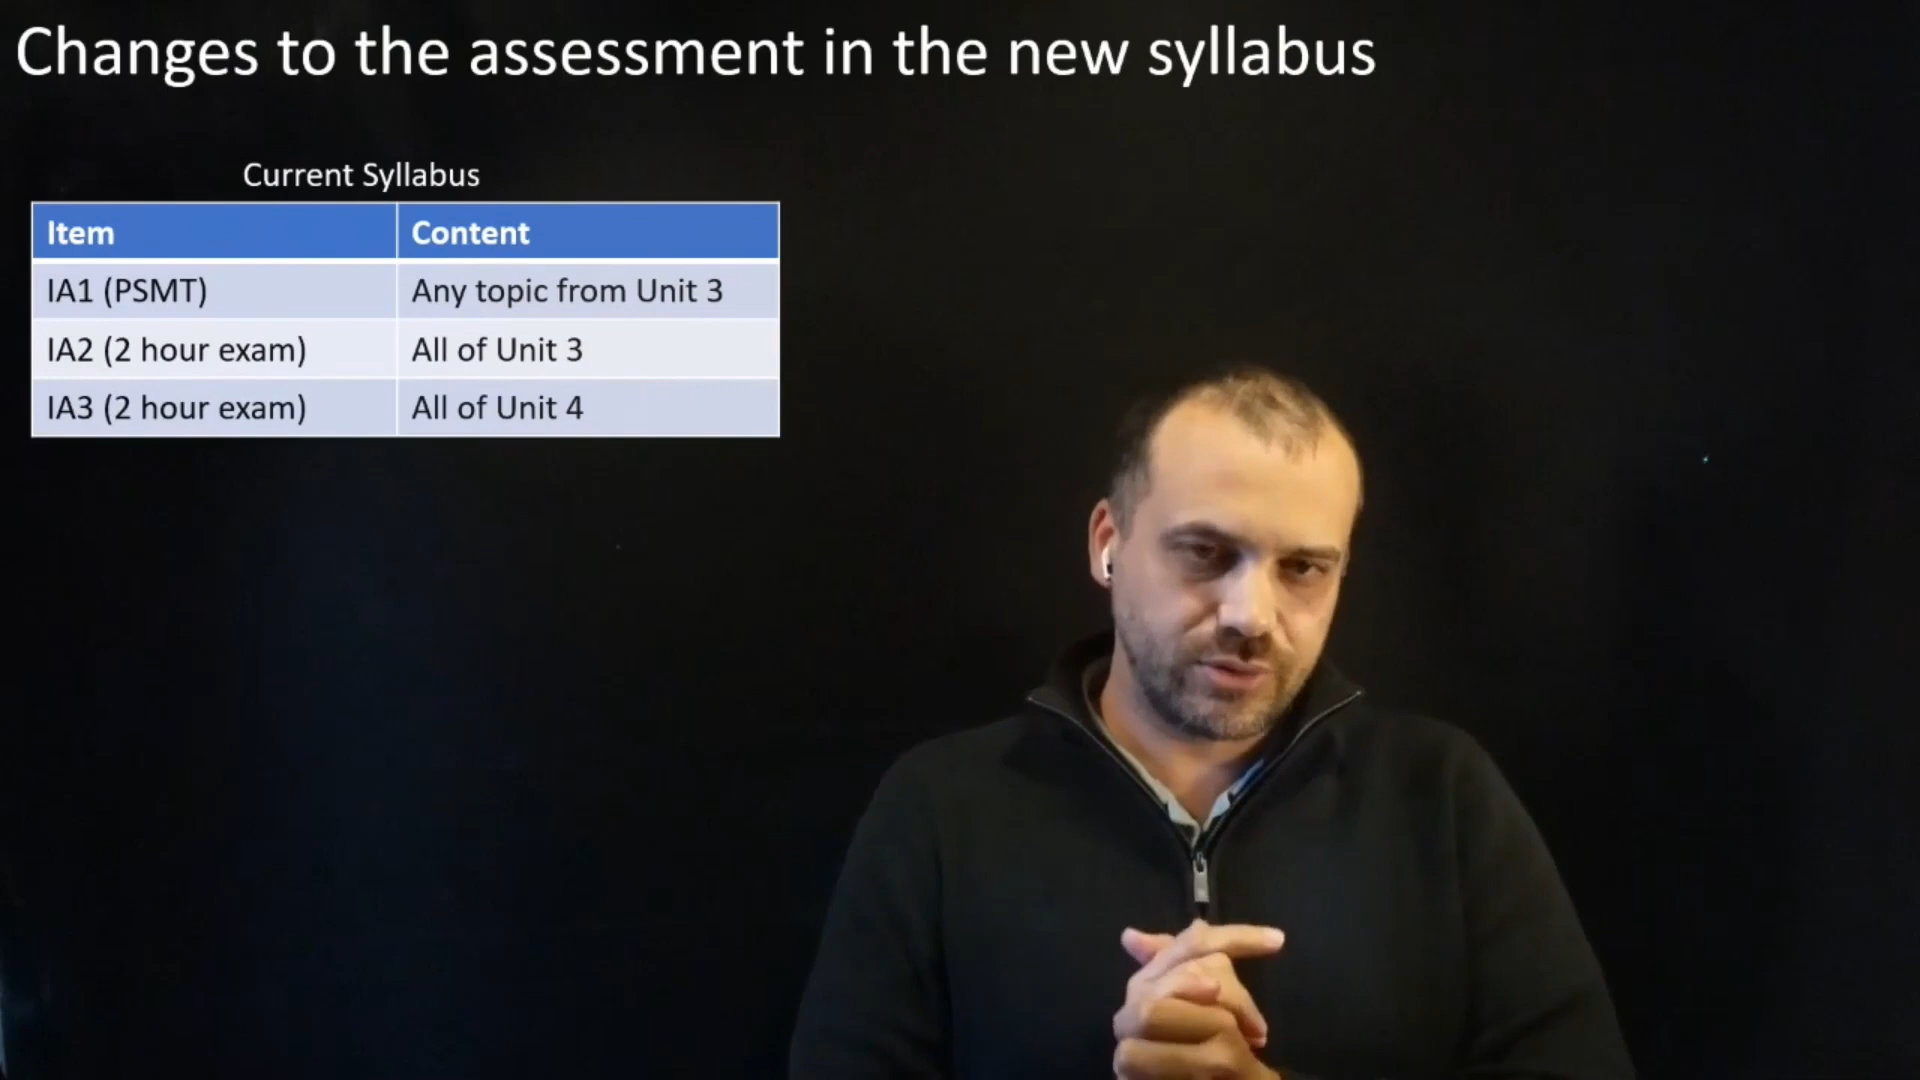 Changes to the assessment in the new syllabus
Current Syllabus
Item Content
IA1 (PSMT) Any topic from Unit 3
IA2 (2 hour exam) All of Unit 3
IA3 (2 hour exam) All of Unit 4